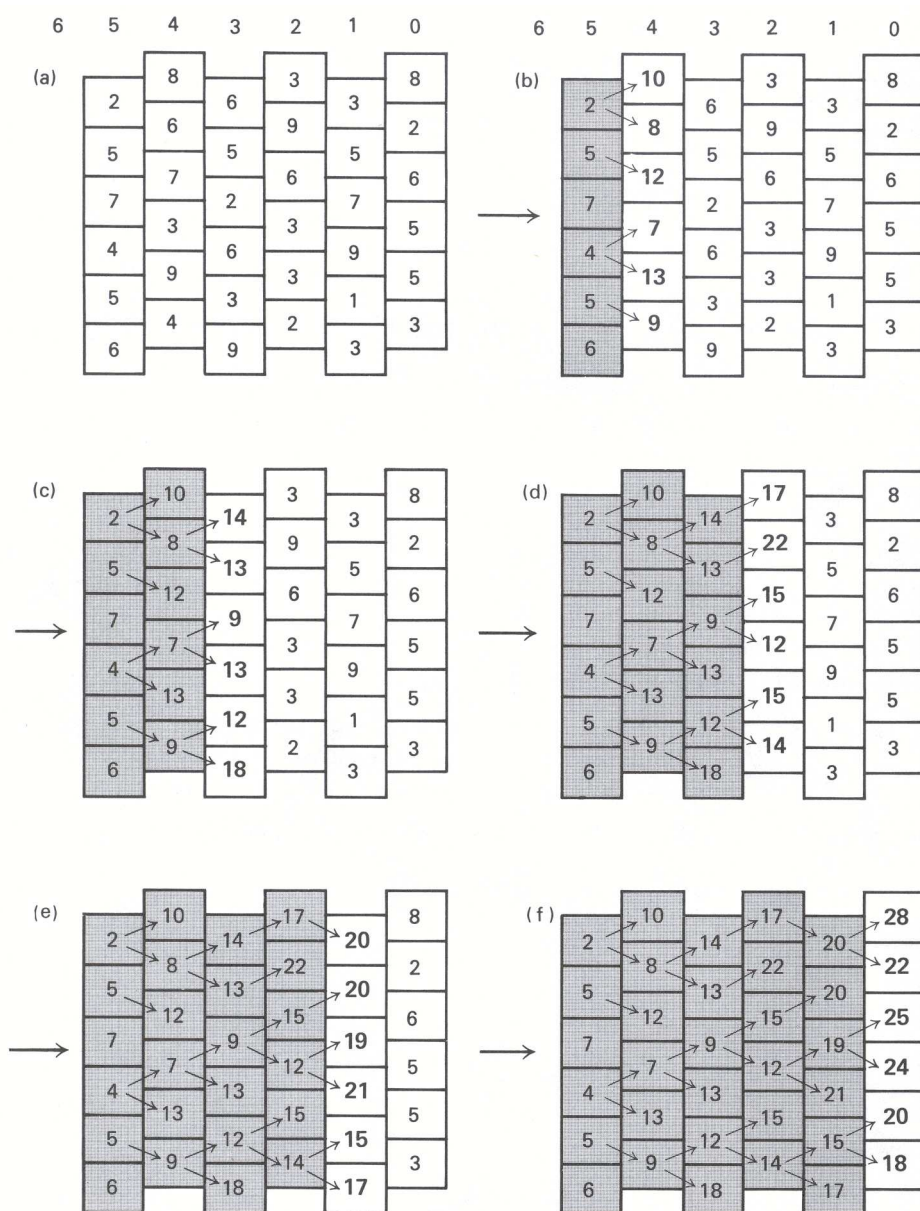 6 5 4 3 2 1 0
(a) 8 3 8
2 6 3
6 9 2
5 5 5
7 6 6
7 2 7
3 3 5
4 6 9
9 3 5
5 3 1
4 2 3
6 9 3
6 5 4 3 2 1 0
(b) 10 3 8
2 6 3
8 9 2
5 5 5
12 6 6
7 2 7
7 3 5
4 6 9
13 3 5
5 3 1
9 2 3
6 9 3
(c) 10 3 8
2 14 3
8 9 2
5 13 5
12 6 6
7 9 7
7 3 5
4 13 9
13 3 5
5 12 1
9 2 3
6 18 3
(d) 10 17 8
2 14 3
8 22 2
5 13 5
12 15 6
7 9 7
7 12 5
4 13 9
13 15 5
5 12 1
9 14 3
6 18 3
(e) 10 17 8
2 14 20
8 22 2
5 13 20
12 15 6
7 9 19
7 12 5
4 13 21
13 15 5
5 12 15
9 14 3
6 18 17
(f) 10 17 28
2 14 20
8 22 22
5 13 20
12 15 25
7 9 19
7 12 24
4 13 21
13 15 20
5 12 15
9 14 18
6 18 17